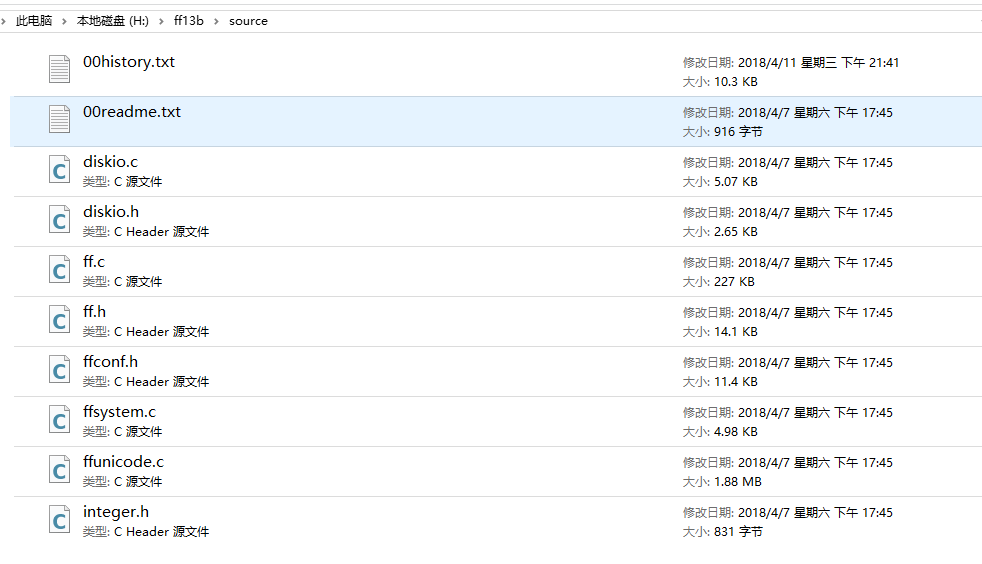 此电脑 > 本地磁盘 (H:) > ff13b > source
00history.txt
修改日期: 2018/4/11 星期三 下午 21:41
大小: 10.3 KB
00readme.txt
修改日期: 2018/4/7 星期六 下午 17:45
大小: 916 字节
diskio.c
类型: C 源文件
修改日期: 2018/4/7 星期六 下午 17:45
大小: 5.07 KB
diskio.h
类型: C Header 源文件
修改日期: 2018/4/7 星期六 下午 17:45
大小: 2.65 KB
ff.c
类型: C 源文件
修改日期: 2018/4/7 星期六 下午 17:45
大小: 227 KB
ff.h
类型: C Header 源文件
修改日期: 2018/4/7 星期六 下午 17:45
大小: 14.1 KB
ffconf.h
类型: C Header 源文件
修改日期: 2018/4/7 星期六 下午 17:45
大小: 11.4 KB
ffsystem.c
类型: C 源文件
修改日期: 2018/4/7 星期六 下午 17:45
大小: 4.98 KB
ffunicode.c
类型: C 源文件
修改日期: 2018/4/7 星期六 下午 17:45
大小: 1.88 MB
integer.h
类型: C Header 源文件
修改日期: 2018/4/7 星期六 下午 17:45
大小: 831 字节